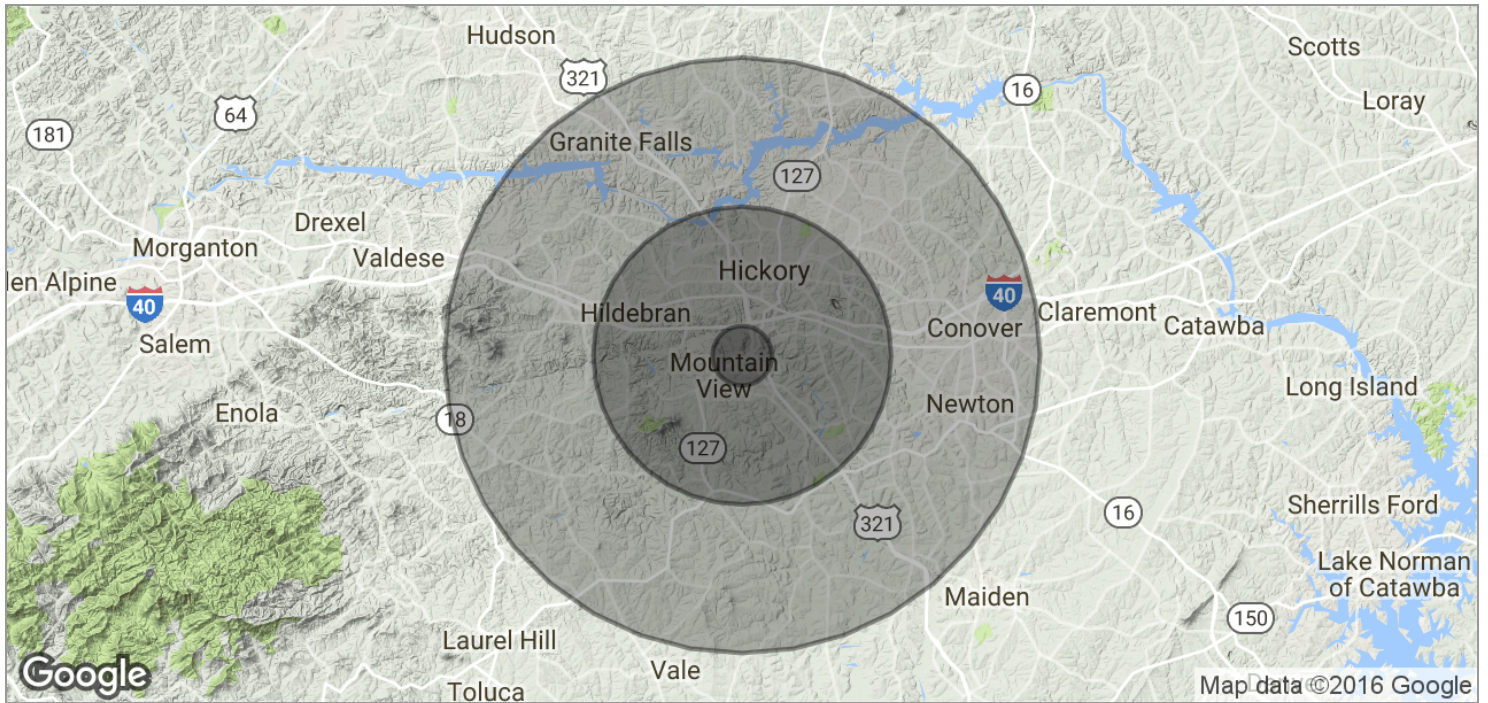 Hudson
Scotts
321
16
64
Loray
181
Granite Falls
127
Drexel
Morganton
Valdese
Hickory
len Alpine
40
40
Hildebran
Claremont
Conover
Catawba
Salem
Mountain
View
Long Island
Enola
Newton
18
127
Sherrills Ford
16
321
Lake Norman
of Catawba
Maiden
150
Laurel Hill
Vale
Google
Toluca
Map data ©2016 Google